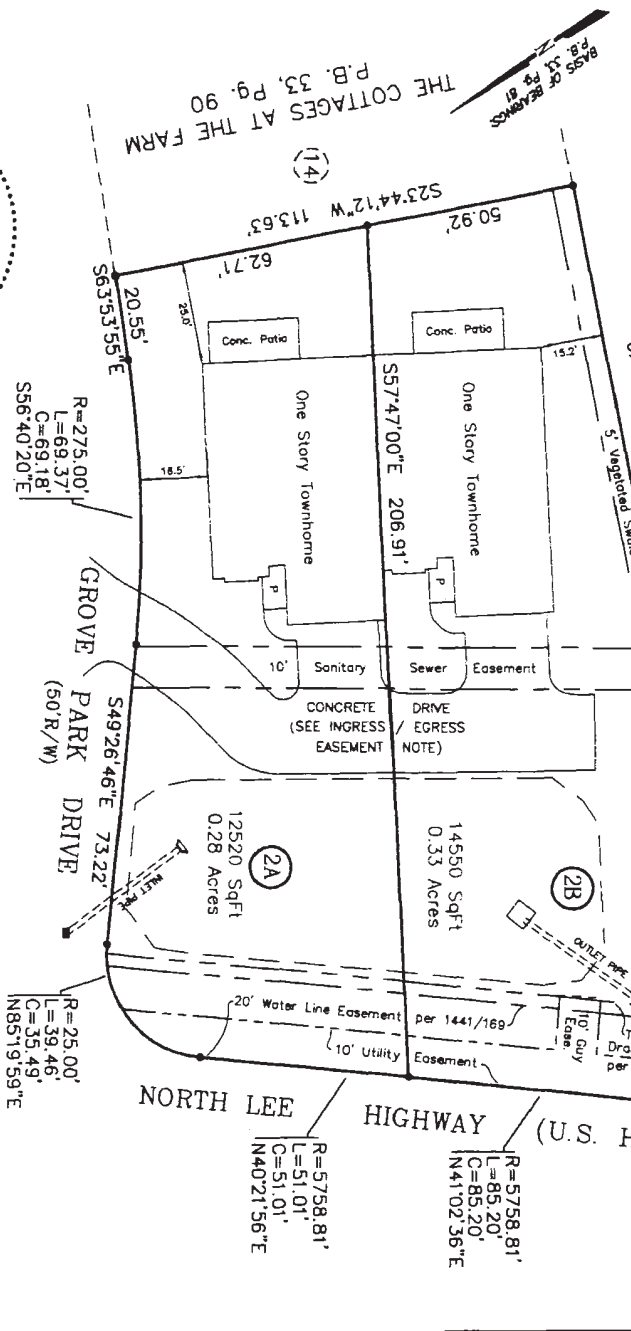 BASIS OF BEARINGS
P.B. 33, Pg. 81
N
THE COTTAGES AT THE FARM
P.B. 33, Pg. 90
(14)
S23°44'12"W 113.63'
50.92'
62.71'
20.55'
S63°53'55"E
25.0'
Conc. Patio
Conc. Patio
15.2'
5' Vegetated
S57°47'00"E 206.91'
One Story Townhome
One Story Townhome
16.5'
R=275.00'
L=69.37'
C=69.18'
S56°40'20"E
P
P
10' Sanitary Sewer Easement
CONCRETE DRIVE
(SEE INGRESS / EGRESS
EASEMENT NOTE)
GROVE PARK DRIVE
(50'R/W)
S49°26'46"E 73.22'
2A
12520 SqFt
0.28 Acres
2B
14550 SqFt
0.33 Acres
INLET PIPE
OUTLET PIPE
20' Water Line Easement per 1441/169
10' Guy
Ease.
T
Dra
per
10' Utility Easement
R=25.00'
L=39.46'
C=35.49'
N85°19'59"E
NORTH LEE HIGHWAY (U.S. H
R=5758.81'
L=51.01'
C=51.01'
N40°21'56"E
R=5758.81'
L=85.20'
C=85.20'
N41°02'36"E